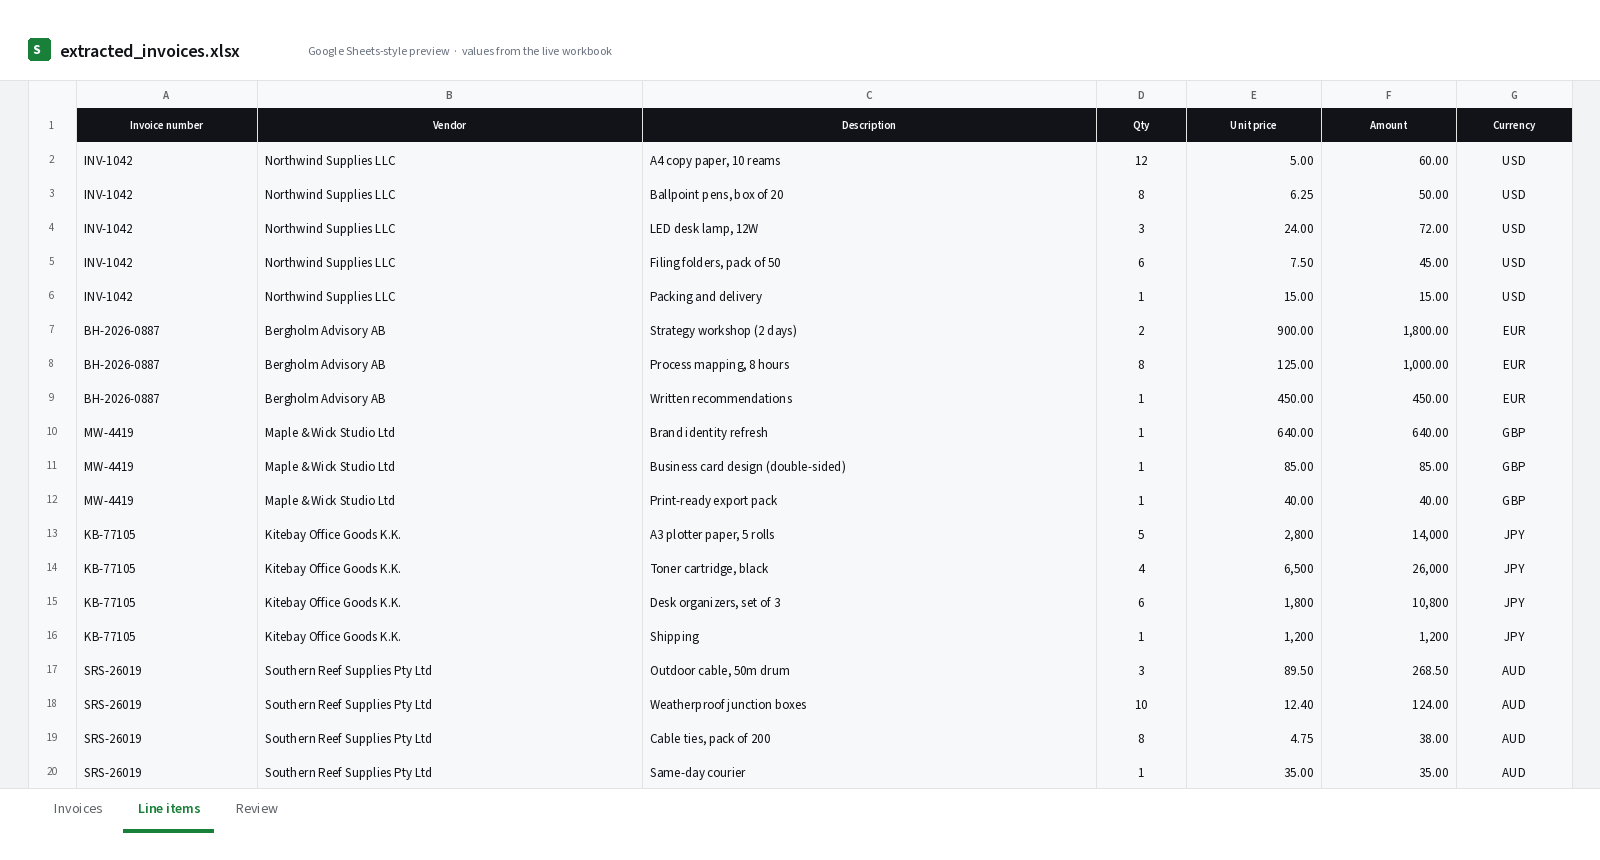 S extracted_invoices.xlsx Google Sheets-style preview · values from the live workbook
A B C D E F G
1 Invoice number Vendor Description Qty Unit price Amount Currency
2 INV-1042 Northwind Supplies LLC A4 copy paper, 10 reams 12 5.00 60.00 USD
3 INV-1042 Northwind Supplies LLC Ballpoint pens, box of 20 8 6.25 50.00 USD
4 INV-1042 Northwind Supplies LLC LED desk lamp, 12W 3 24.00 72.00 USD
5 INV-1042 Northwind Supplies LLC Filing folders, pack of 50 6 7.50 45.00 USD
6 INV-1042 Northwind Supplies LLC Packing and delivery 1 15.00 15.00 USD
7 BH-2026-0887 Bergholm Advisory AB Strategy workshop (2 days) 2 900.00 1,800.00 EUR
8 BH-2026-0887 Bergholm Advisory AB Process mapping, 8 hours 8 125.00 1,000.00 EUR
9 BH-2026-0887 Bergholm Advisory AB Written recommendations 1 450.00 450.00 EUR
10 MW-4419 Maple & Wick Studio Ltd Brand identity refresh 1 640.00 640.00 GBP
11 MW-4419 Maple & Wick Studio Ltd Business card design (double-sided) 1 85.00 85.00 GBP
12 MW-4419 Maple & Wick Studio Ltd Print-ready export pack 1 40.00 40.00 GBP
13 KB-77105 Kitebay Office Goods K.K. A3 plotter paper, 5 rolls 5 2,800 14,000 JPY
14 KB-77105 Kitebay Office Goods K.K. Toner cartridge, black 4 6,500 26,000 JPY
15 KB-77105 Kitebay Office Goods K.K. Desk organizers, set of 3 6 1,800 10,800 JPY
16 KB-77105 Kitebay Office Goods K.K. Shipping 1 1,200 1,200 JPY
17 SRS-26019 Southern Reef Supplies Pty Ltd Outdoor cable, 50m drum 3 89.50 268.50 AUD
18 SRS-26019 Southern Reef Supplies Pty Ltd Weatherproof junction boxes 10 12.40 124.00 AUD
19 SRS-26019 Southern Reef Supplies Pty Ltd Cable ties, pack of 200 8 4.75 38.00 AUD
20 SRS-26019 Southern Reef Supplies Pty Ltd Same-day courier 1 35.00 35.00 AUD
Invoices Line items Review